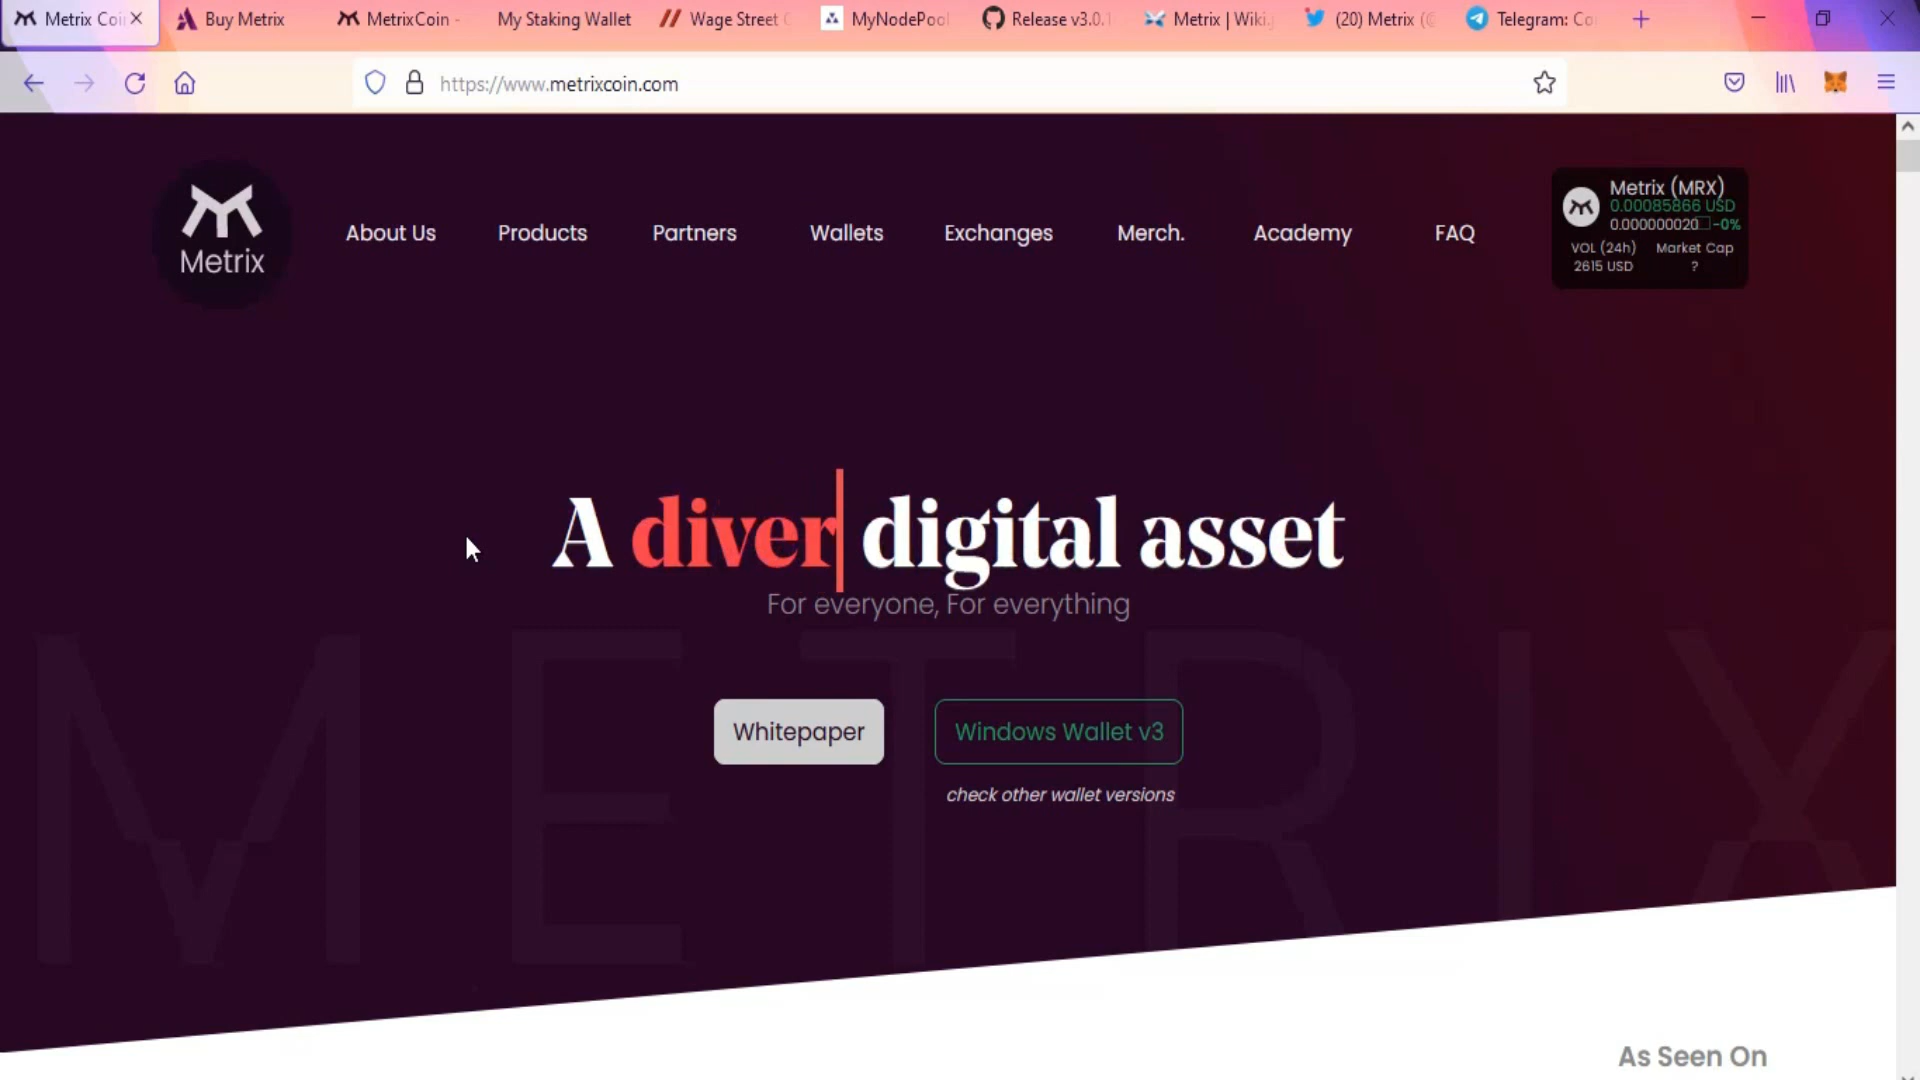 Metrix Coi
Buy Metrix
MetrixCoin -
My Staking Wallet
Wage Street
MyNodePoo
Release v3.0.
Metrix | Wiki.
(20) Metrix (@
Telegram: Co
https://www.metrixcoin.com
Metrix
About Us
Products
Partners
Wallets
Exchanges
Merch.
Academy
FAQ
Metrix (MRX)
0.00085866 USD
0.000000020 -0%
VOL (24h) Market Cap
2615 USD ?
A diver digital asset
For everyone, For everything
METRIX
Whitepaper
Windows Wallet v3
check other wallet versions
As Seen On